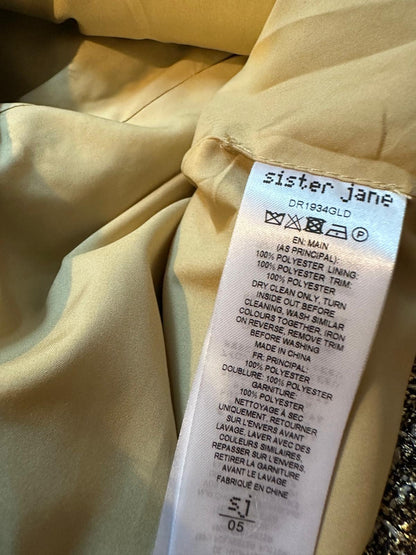 sister jane
DR1934GLD
EN: MAIN
(AS PRINCIPAL):
100% POLYESTER LINING:
100% POLYESTER TRIM:
100% POLYESTER
DRY CLEAN ONLY, TURN
INSIDE OUT BEFORE
CLEANING, WASH SIMILAR
COLOURS TOGETHER, IRON
ON REVERSE, REMOVE TRIM
BEFORE WASHING
MADE IN CHINA
FR: PRINCIPAL:
100% POLYESTER
DOUBLURE: 100% POLYESTER
GARNITURE:
100% POLYESTER
NETTOYAGE À SEC
UNIQUEMENT, RETOURNER
SUR L'ENVERS AVANT
LAVAGE, LAVER AVEC DES
COULEURS SIMILAIRES,
REPASSER SUR L'ENVERS,
RETIRER LA GARNITURE
AVANT LAVAGE
FABRIQUÉ EN CHINE
sj
05